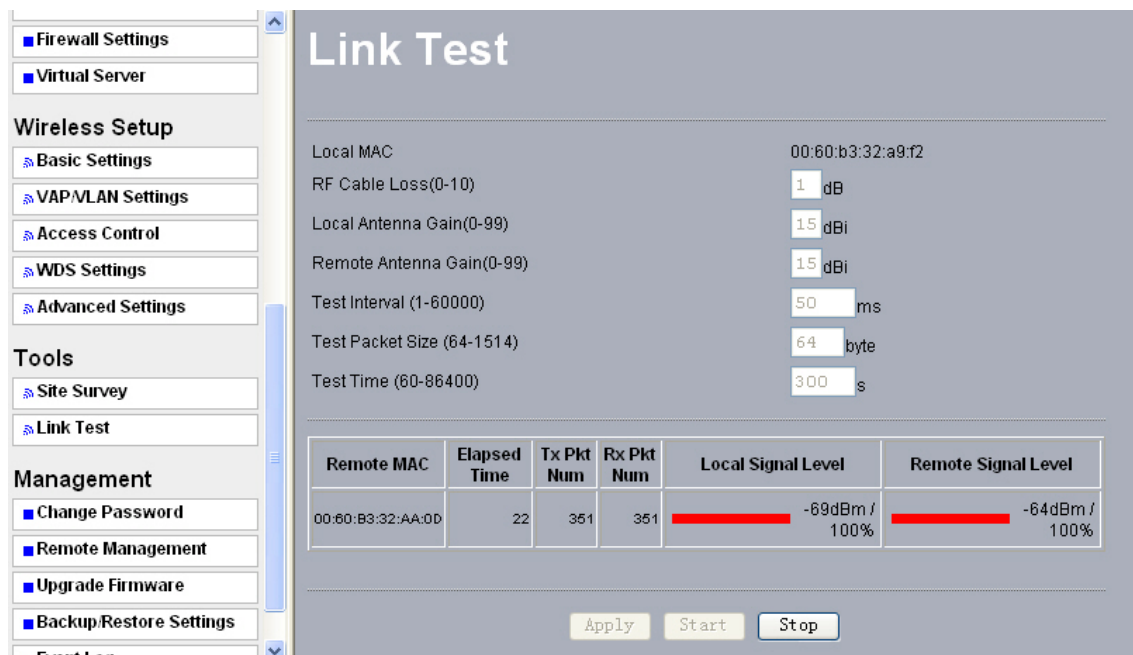 Firewall Settings
Virtual Server
Wireless Setup
Basic Settings
VAP/VLAN Settings
Access Control
WDS Settings
Advanced Settings
Tools
Site Survey
Link Test
Management
Change Password
Remote Management
Upgrade Firmware
Backup/Restore Settings
Link Test
Local MAC 00:60:b3:32:a9:f2
RF Cable Loss(0-10) 1 dB
Local Antenna Gain(0-99) 15 dBi
Remote Antenna Gain(0-99) 15 dBi
Test Interval (1-60000) 50 ms
Test Packet Size (64-1514) 64 byte
Test Time (60-86400) 300 s
Remote MAC Elapsed Time Tx Pkt Num Rx Pkt Num Local Signal Level Remote Signal Level
00:60:B3:32:AA:0D 22 351 351 -69dBm / 100% -64dBm / 100%
Apply Start Stop